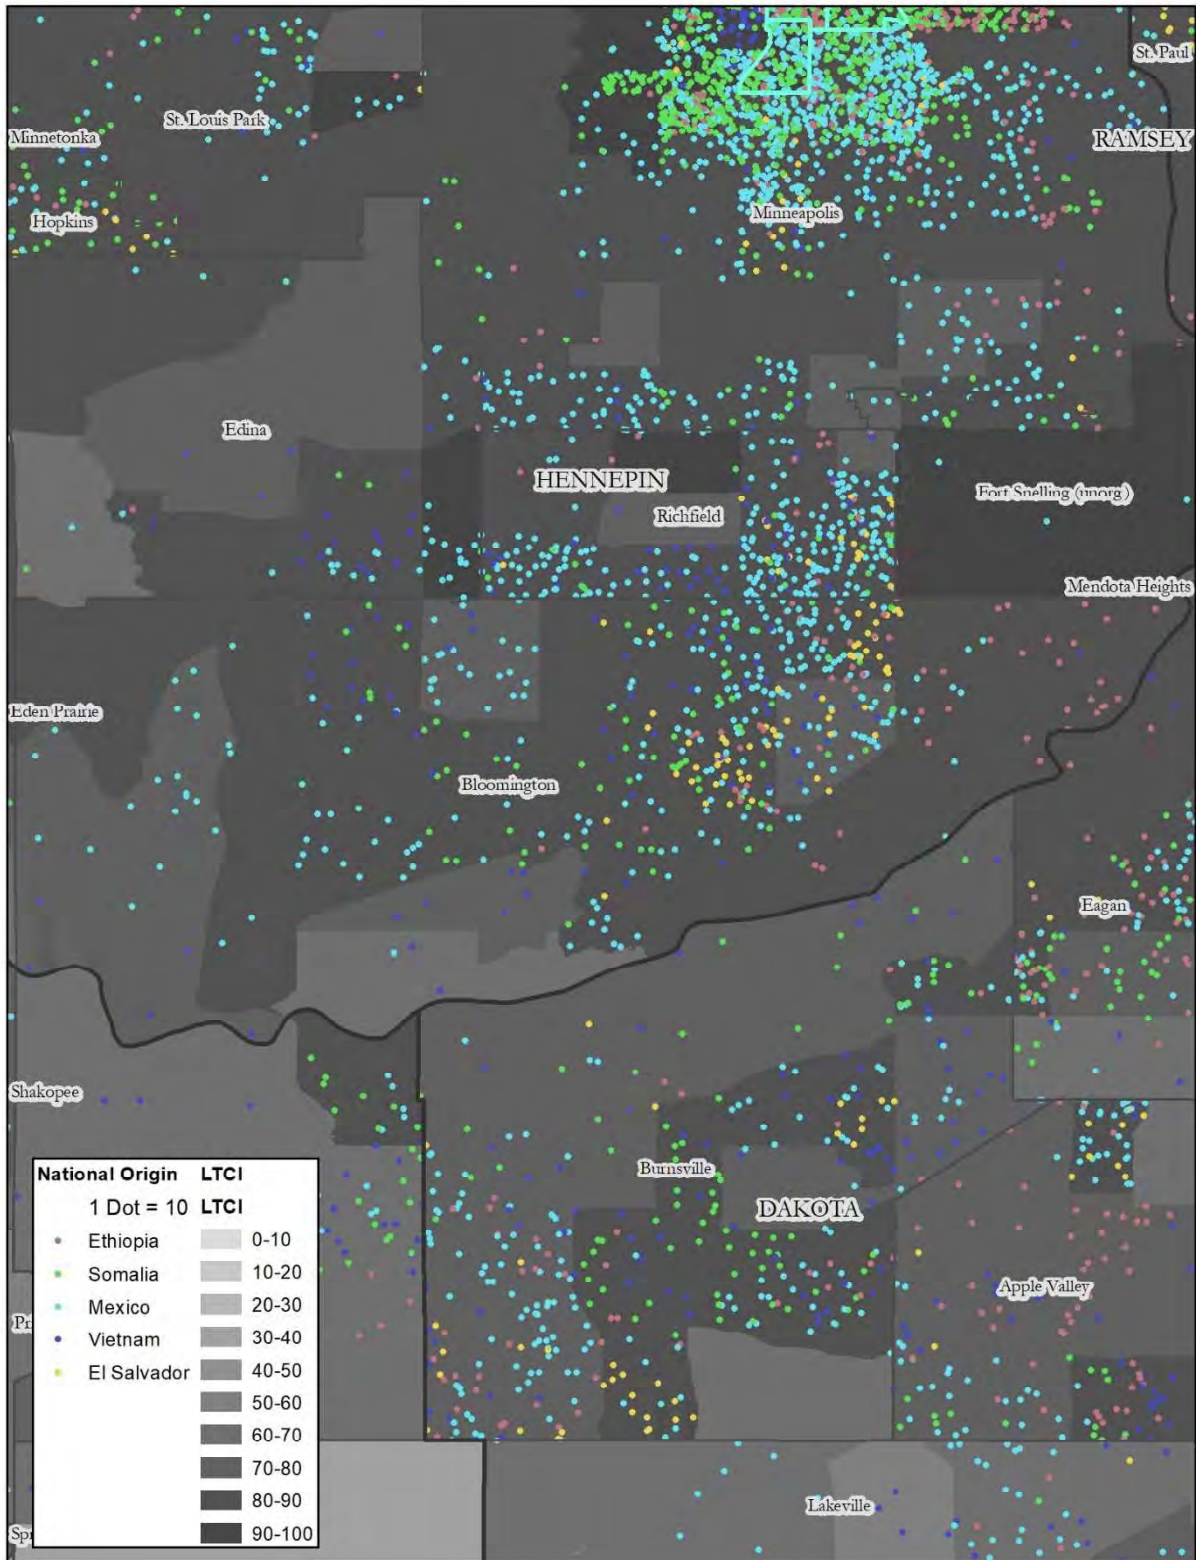 St. Paul
St. Louis Park
Minnetonka
RAMSEY
Hopkins
Minneapolis
Edina
HENNEPIN
Fort Snelling (unorg.)
Richfield
Mendota Heights
Eden Prairie
Bloomington
Eagan
Shakopee
Burnsville
DAKOTA
Apple Valley
Lakeville
Pri
Spr
National Origin LTCI
1 Dot = 10 LTCI
Ethiopia 0-10
Somalia 10-20
Mexico 20-30
Vietnam 30-40
El Salvador 40-50
50-60
60-70
70-80
80-90
90-100